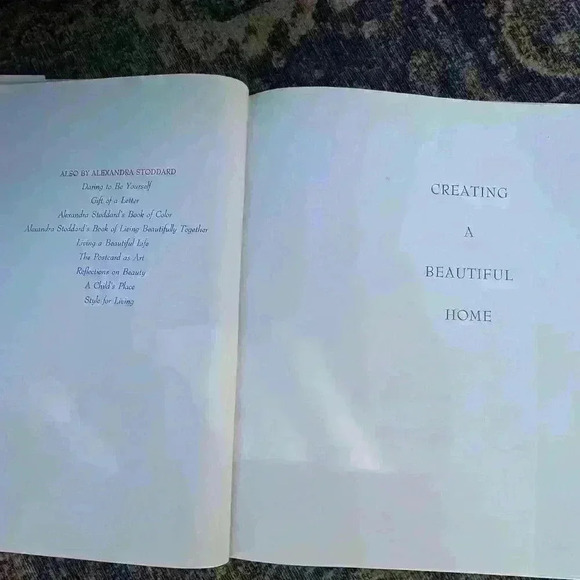 ALSO BY ALEXANDRA STODDARD
Daring to Be Yourself
Gift of a Letter
Alexandra Stoddard's Book of Color
Alexandra Stoddard's Book of Living Beautifully Together
Living a Beautiful Life
The Postcard as Art
Reflections on Beauty
A Child's Place
Style for Living
CREATING
A
BEAUTIFUL
HOME